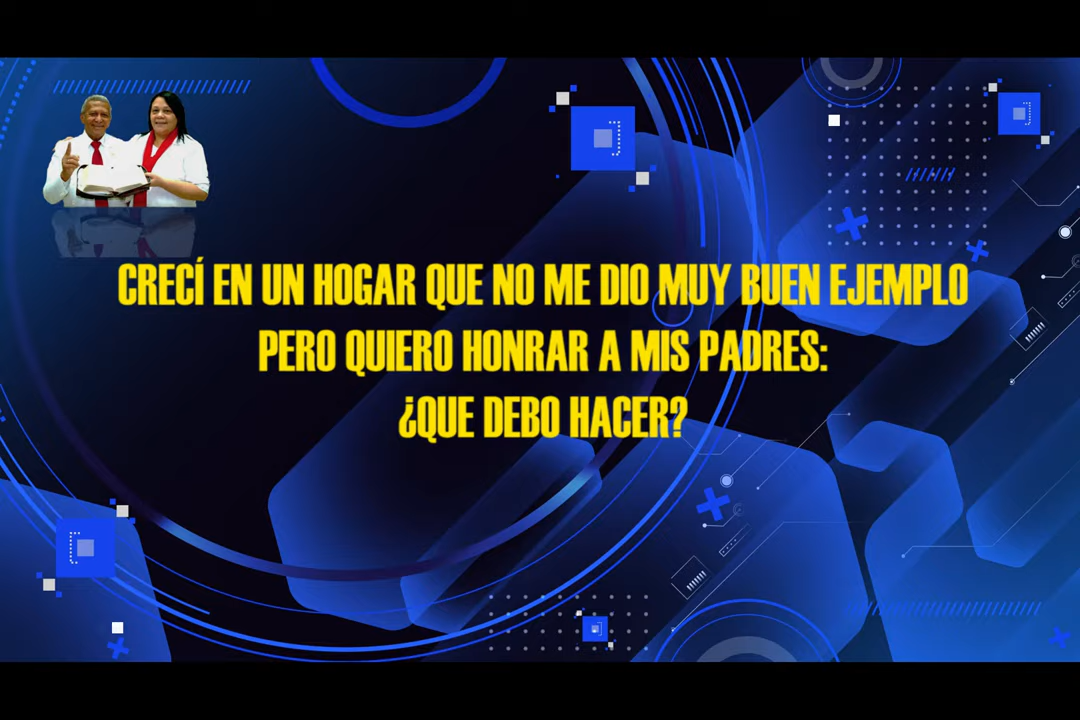 CRECÍ EN UN HOGAR QUE NO ME DIO MUY BUEN EJEMPLO
PERO QUIERO HONRAR A MIS PADRES:
¿QUE DEBO HACER?